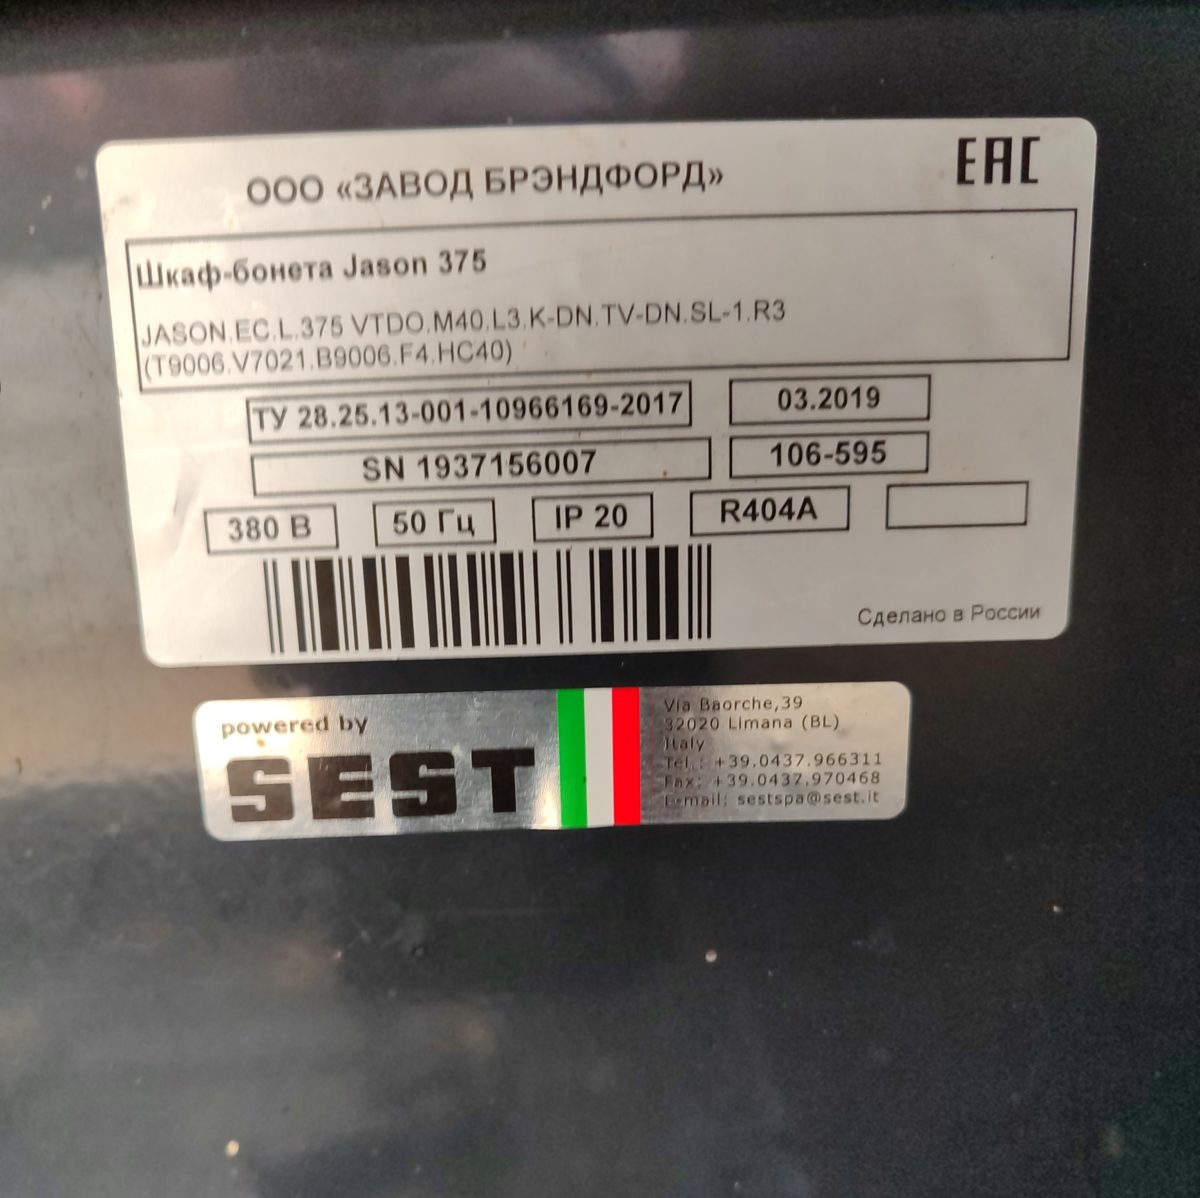 ООО «ЗАВОД БРЭНДФОРД»
EAC
Шкаф-бонета Jason 375
JASON.EC.L.375 VTDO.M40.L3.K-DN.TV-DN.SL-1.R3
(T9006.V7021.B9006.F4.HC40)
ТУ 28.25.13-001-10966169-2017
03.2019
SN 1937156007
106-595
380 В
50 Гц
IP 20
R404A
Сделано в России
powered by
SEST
Via Baorche,39
32020 Limana (BL)
Italy
Tel.: +39.0437.966311
Fax: +39.0437.970468
E-mail: sestspa@sest.it